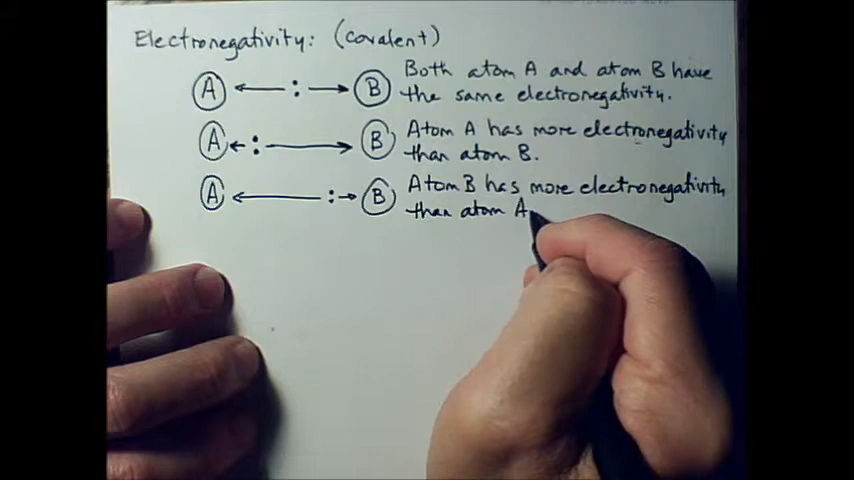 Electronegativity: (covalent)
A ←—— : ——→ B Both atom A and atom B have
the same electronegativity.
A ← : ———→ B Atom A has more electronegativity
than atom B.
A ←——— : → B Atom B has more electronegativity
than atom A